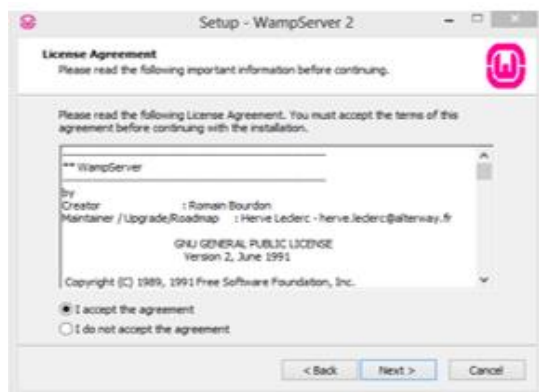 Setup - WampServer 2
License Agreement
Please read the following important information before continuing.
Please read the following License Agreement. You must accept the terms of this
agreement before continuing with the installation.
** WampServer
by
Creator : Romain Bourdon
Maintainer / Upgrade/Roadmap : Herve Leclerc - herve.leclerc@alterway.fr
GNU GENERAL PUBLIC LICENSE
Version 2, June 1991
Copyright (C) 1989, 1991 Free Software Foundation, Inc.
I accept the agreement
I do not accept the agreement
< Back
Next >
Cancel